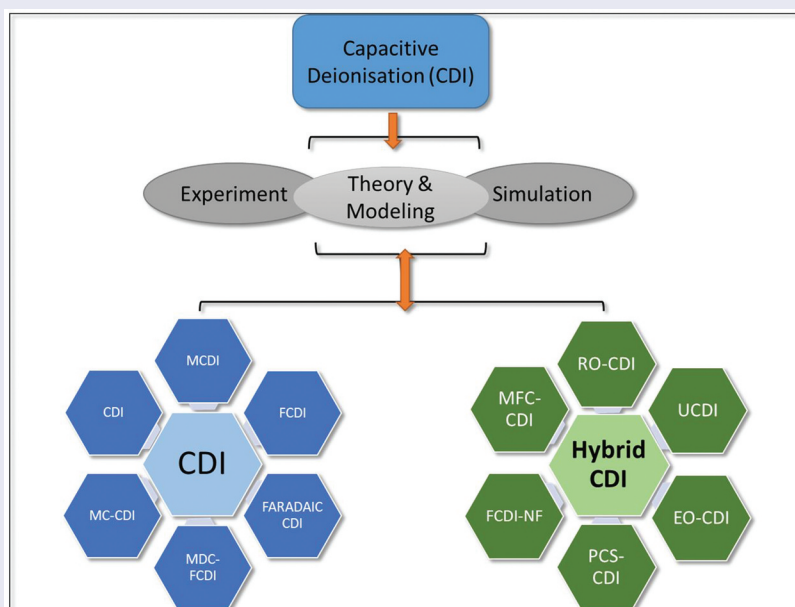 Capacitive
Deionisation (CDI)
Experiment
Theory &
Modeling
Simulation
MCDI
CDI
FCDI
CDI
MC-CDI
FARADAIC
CDI
MDC-
FCDI
RO-CDI
MFC-
CDI
UCDI
Hybrid
CDI
FCDI-NF
EO-CDI
PCS-
CDI